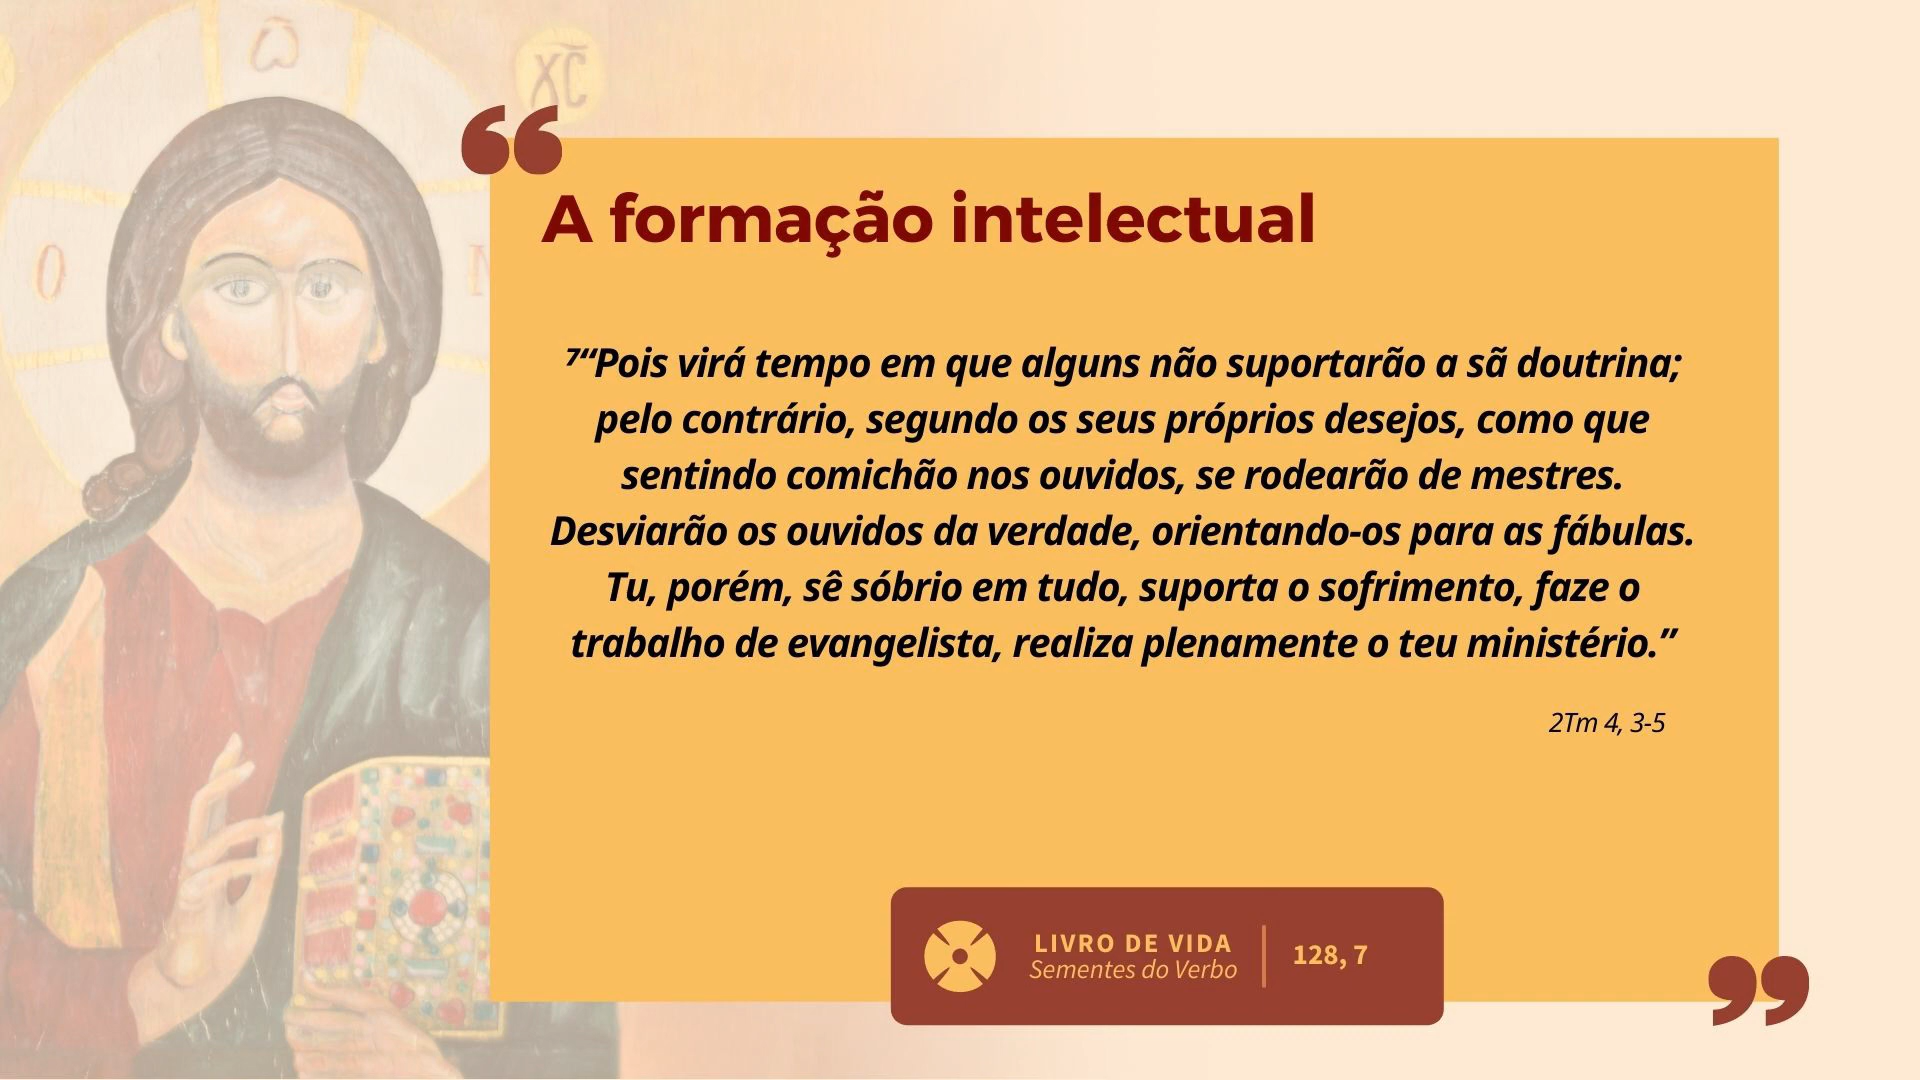 ω
XC
O
“
A formação intelectual
⁷“Pois virá tempo em que alguns não suportarão a sã doutrina;
pelo contrário, segundo os seus próprios desejos, como que
sentindo comichão nos ouvidos, se rodearão de mestres.
Desviarão os ouvidos da verdade, orientando-os para as fábulas.
Tu, porém, sê sóbrio em tudo, suporta o sofrimento, faze o
trabalho de evangelista, realiza plenamente o teu ministério.”
2Tm 4, 3-5
LIVRO DE VIDA
Sementes do Verbo
128, 7
”